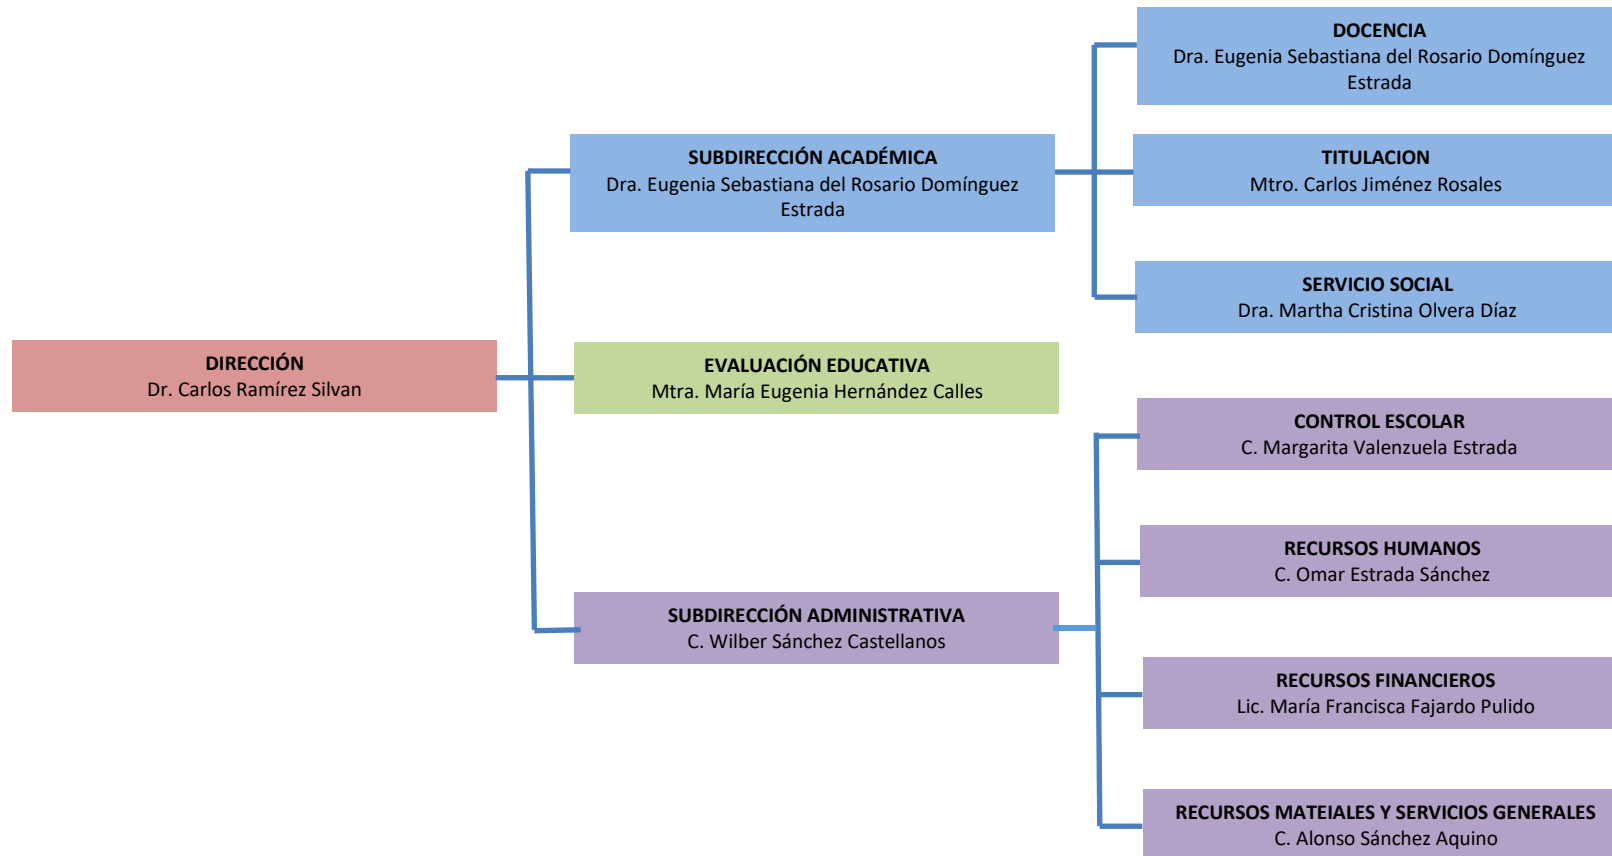 DOCENCIA
Dra. Eugenia Sebastiana del Rosario Domínguez
Estrada
SUBDIRECCIÓN ACADÉMICA
Dra. Eugenia Sebastiana del Rosario Domínguez
Estrada
TITULACION
Mtro. Carlos Jiménez Rosales
SERVICIO SOCIAL
Dra. Martha Cristina Olvera Díaz
DIRECCIÓN
Dr. Carlos Ramírez Silvan
EVALUACIÓN EDUCATIVA
Mtra. María Eugenia Hernández Calles
CONTROL ESCOLAR
C. Margarita Valenzuela Estrada
RECURSOS HUMANOS
C. Omar Estrada Sánchez
SUBDIRECCIÓN ADMINISTRATIVA
C. Wilber Sánchez Castellanos
RECURSOS FINANCIEROS
Lic. María Francisca Fajardo Pulido
RECURSOS MATEIALES Y SERVICIOS GENERALES
C. Alonso Sánchez Aquino